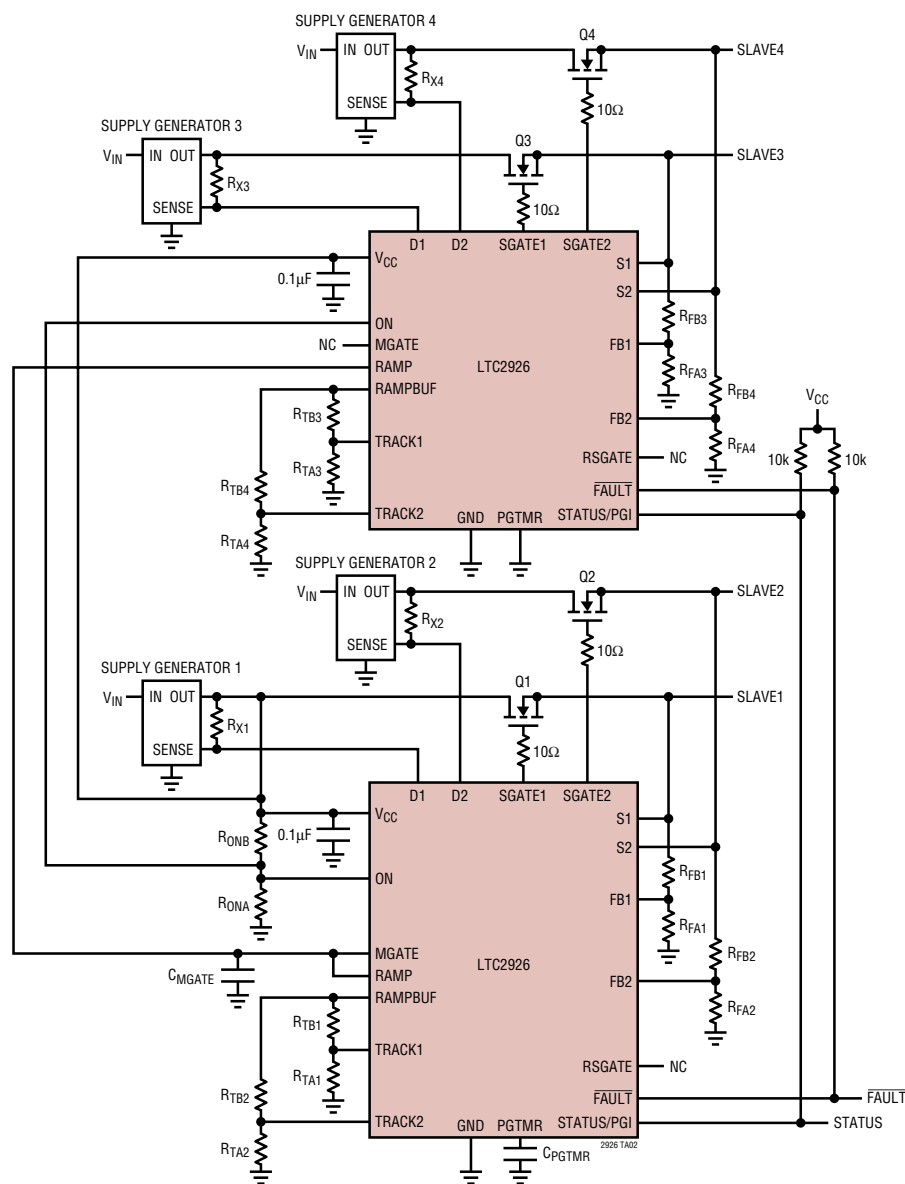 SUPPLY GENERATOR 4
Q4
VIN
IN OUT
SLAVE4
RX4
SENSE
10Ω
SUPPLY GENERATOR 3
Q3
VIN
IN OUT
SLAVE3
RX3
SENSE
10Ω
D1
D2
SGATE1
SGATE2
VCC
0.1µF
S1
S2
ON
RFB3
NC
MGATE
FB1
RAMP
LTC2926
RFA3
RAMPBUF
RFB4
RTB3
VCC
FB2
TRACK1
RFA4
10k
10k
RTA3
RSGATE
NC
RTB4
FAULT
TRACK2
GND
PGTMR
STATUS/PGI
RTA4
SUPPLY GENERATOR 2
Q2
VIN
IN OUT
SLAVE2
RX2
SENSE
10Ω
SUPPLY GENERATOR 1
Q1
VIN
IN OUT
SLAVE1
RX1
SENSE
10Ω
D1
D2
SGATE1
SGATE2
VCC
S1
RONB
0.1µF
S2
RFB1
ON
FB1
RONA
RFA1
MGATE
LTC2926
RFB2
CMGATE
RAMP
FB2
RAMPBUF
RFA2
RTB1
TRACK1
RSGATE
NC
RTA1
RTB2
FAULT
FAULT
TRACK2
GND
PGTMR
STATUS/PGI
STATUS
2926 TA02
RTA2
CPGTMR